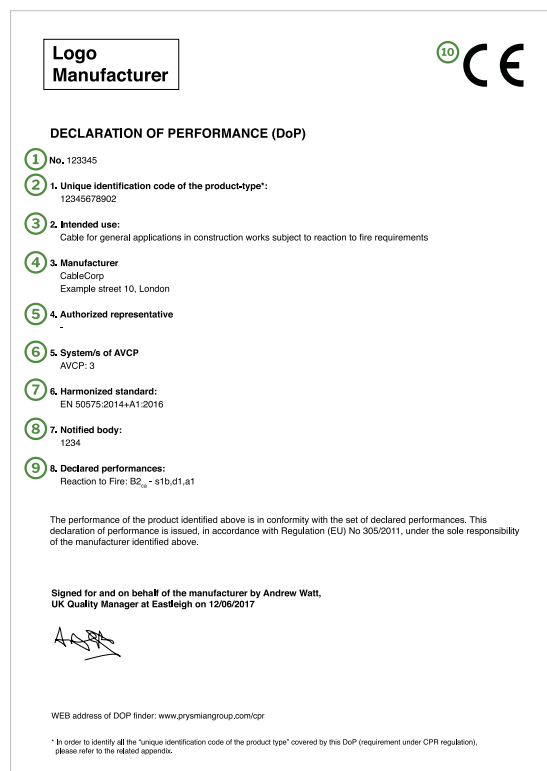 Logo
Manufacturer
10 CE
DECLARATION OF PERFORMANCE (DoP)
1 No. 123345
2 1. Unique identification code of the product-type*:
12345678902
3 2. Intended use:
Cable for general applications in construction works subject to reaction to fire requirements
4 3. Manufacturer
CableCorp
Example street 10, London
5 4. Authorized representative
-
6 5. System/s of AVCP
AVCP: 3
7 6. Harmonized standard:
EN 50575:2014+A1:2016
8 7. Notified body:
1234
9 8. Declared performances:
Reaction to Fire: B2ca - s1b,d1,a1
The performance of the product identified above is in conformity with the set of declared performances. This
declaration of performance is issued, in accordance with Regulation (EU) No 305/2011, under the sole responsibility
of the manufacturer identified above.
Signed for and on behalf of the manufacturer by Andrew Watt,
UK Quality Manager at Eastleigh on 12/06/2017
WEB address of DOP finder: www.prysmiangroup.com/cpr
* In order to identify all the "unique identification code of the product type" covered by this DoP (requirement under CPR regulation),
please refer to the related appendix.